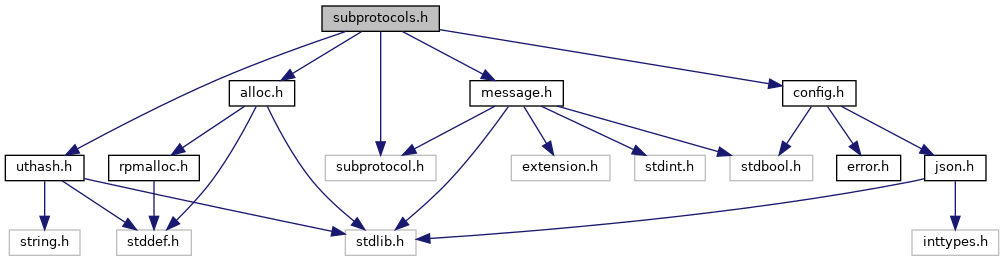 subprotocols.h
alloc.h
message.h
config.h
uthash.h
rpmalloc.h
subprotocol.h
extension.h
stdint.h
stdbool.h
error.h
json.h
string.h
stddef.h
stdlib.h
inttypes.h